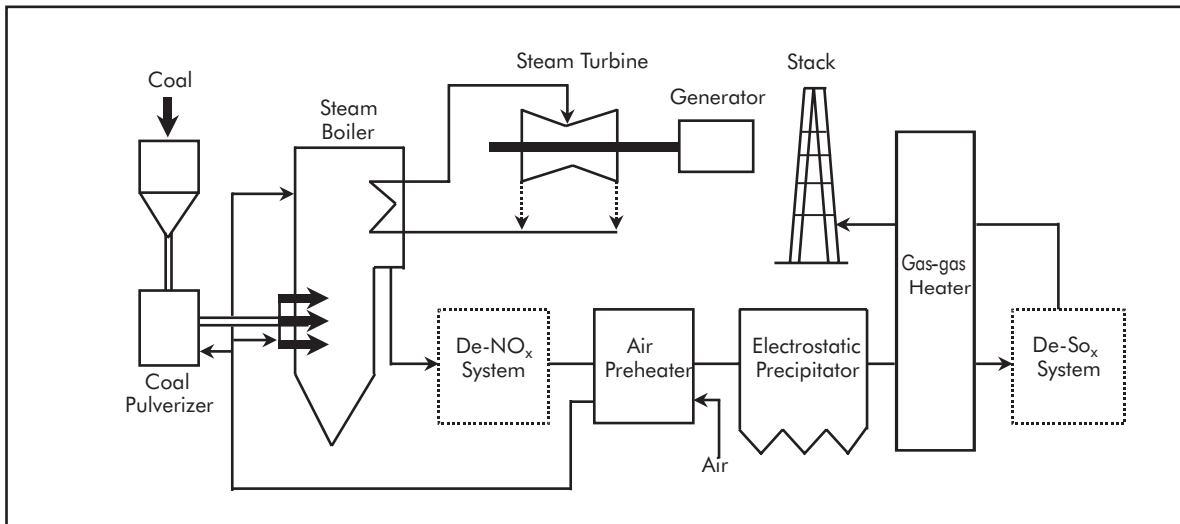 Coal
Steam
Boiler
Steam Turbine
Generator
Stack
Coal
Pulverizer
De-NOₓ
System
Air
Preheater
Air
Electrostatic
Precipitator
Gas-gas
Heater
De-Soₓ
System